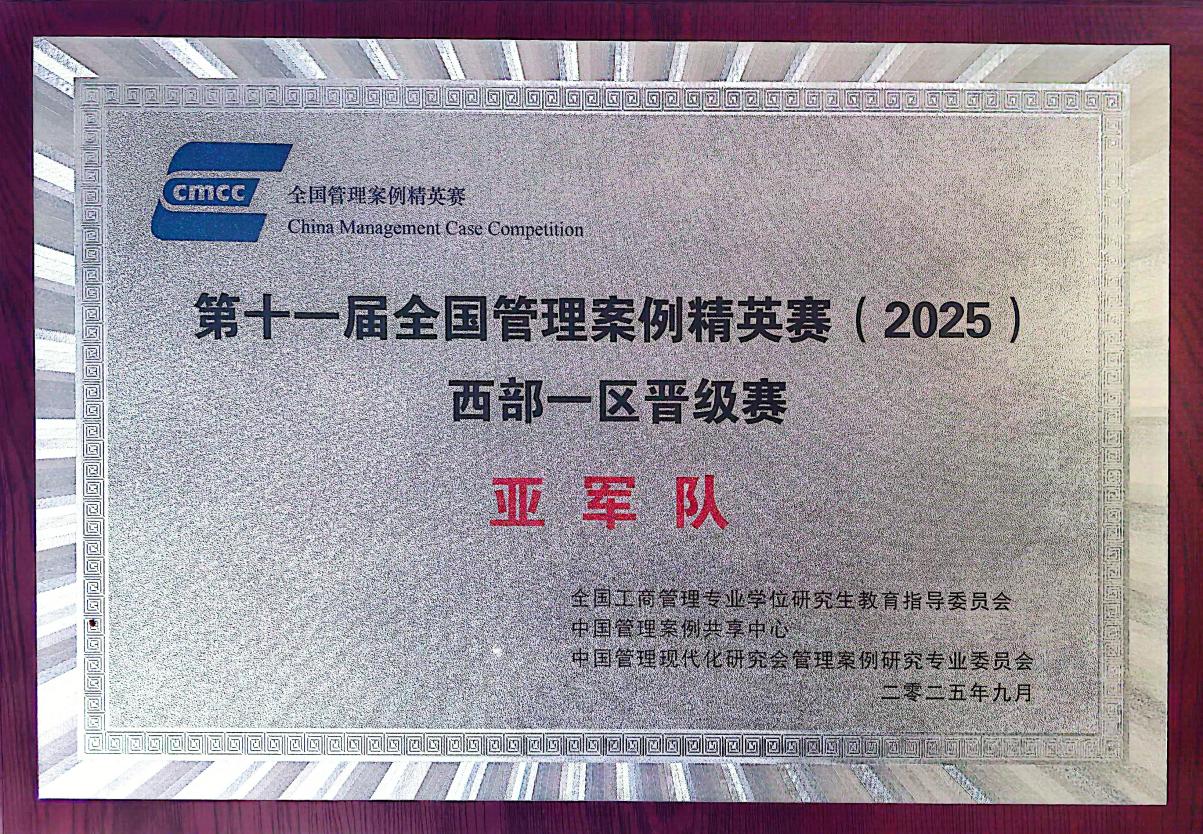 cmcc
全国管理案例精英赛
China Management Case Competition
第十一届全国管理案例精英赛（2025）
西部一区晋级赛
亚军队
全国工商管理专业学位研究生教育指导委员会
中国管理案例共享中心
中国管理现代化研究会管理案例研究专业委员会
二零二五年九月